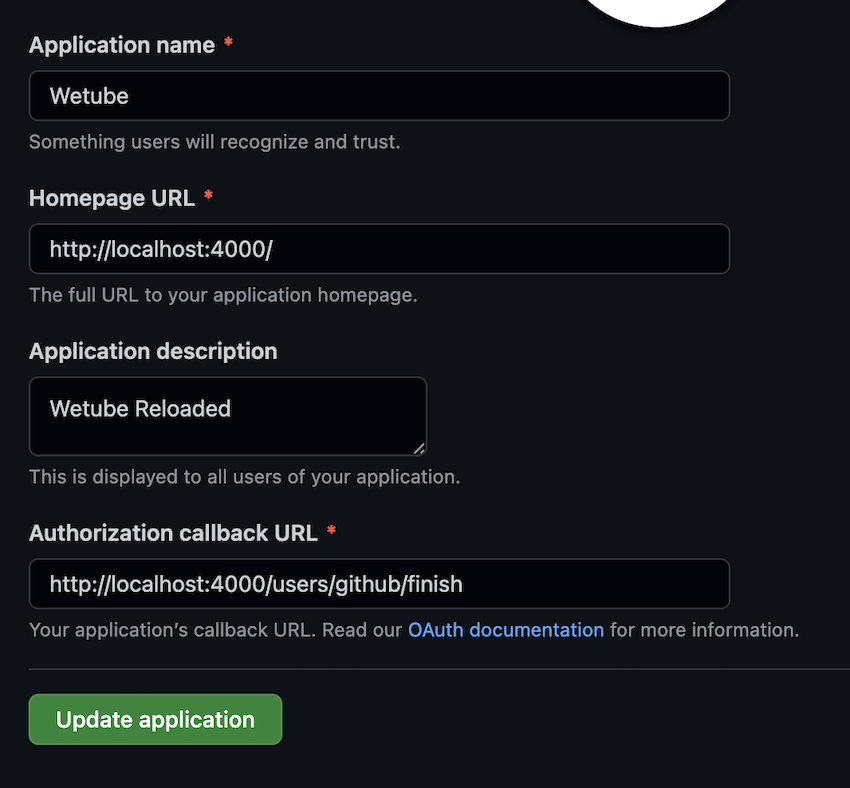 Application name *
Wetube
Something users will recognize and trust.
Homepage URL *
http://localhost:4000/
The full URL to your application homepage.
Application description
Wetube Reloaded
This is displayed to all users of your application.
Authorization callback URL *
http://localhost:4000/users/github/finish
Your application’s callback URL. Read our OAuth documentation for more information.
Update application